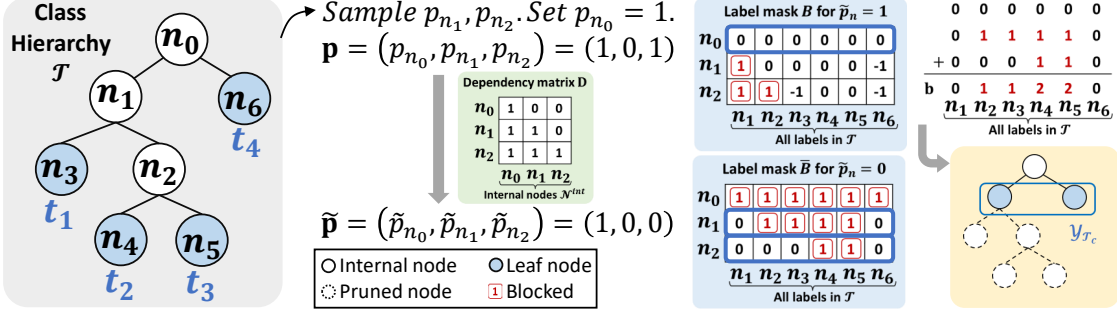 Class
Hierarchy
𝒯
n₀
n₁
n₆
t₄
n₃
n₂
t₁
n₄
n₅
t₂
t₃
Sample pₙ₁, pₙ₂. Set pₙ₀ = 1.
𝐩 = (pₙ₀, pₙ₁, pₙ₂) = (1, 0, 1)
Dependency matrix D
n₀ 1 0 0
n₁ 1 1 0
n₂ 1 1 1
n₀ n₁ n₂
Internal nodes 𝒩ⁱⁿᵗ
p̃ = (p̃ₙ₀, p̃ₙ₁, p̃ₙ₂) = (1, 0, 0)
Internal node
Leaf node
Pruned node
1 Blocked
Label mask B for p̃ₙ = 1
n₀ 0 0 0 0 0 0
n₁ 1 0 0 0 0 -1
n₂ 1 1 -1 0 0 -1
n₁ n₂ n₃ n₄ n₅ n₆
All labels in 𝒯
Label mask B̅ for p̃ₙ = 0
n₀ 1 1 1 1 1 1
n₁ 0 1 1 1 1 0
n₂ 0 0 0 1 1 0
n₁ n₂ n₃ n₄ n₅ n₆
All labels in 𝒯
0 0 0 0 0 0
0 1 1 1 1 0
+ 0 0 0 1 1 0
b 0 1 1 2 2 0
n₁ n₂ n₃ n₄ n₅ n₆
All labels in 𝒯
y𝒯c